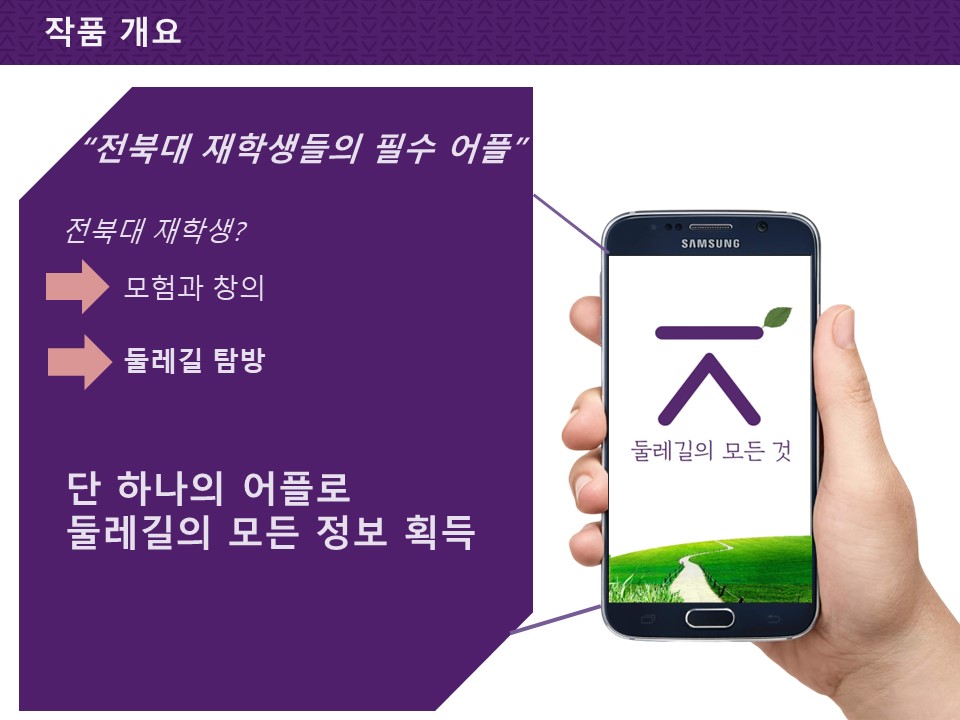 작품 개요
“전북대 재학생들의 필수 어플”
전북대 재학생?
모험과 창의
둘레길 탐방
단 하나의 어플로
둘레길의 모든 정보 획득
SAMSUNG
ㅈ
둘레길의 모든 것